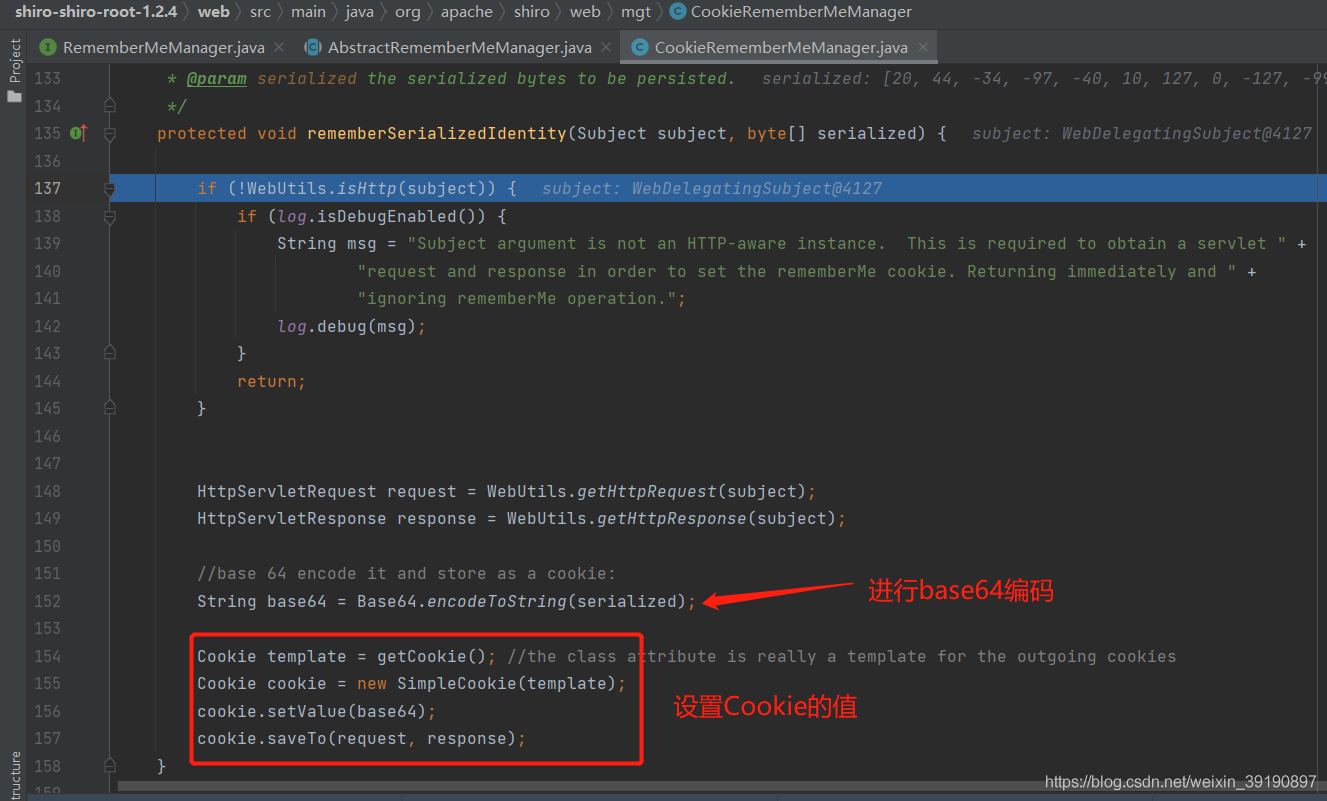 shiro-shiro-root-1.2.4 web src main java org apache shiro web mgt CookieRememberMeManager
Project
RememberMeManager.java AbstractRememberMeManager.java CookieRememberMeManager.java
133 * @param serialized the serialized bytes to be persisted. serialized: [20, 44, -34, -97, -40, 10, 127, 0, -127, -99
134 */
135 protected void rememberSerializedIdentity(Subject subject, byte[] serialized) { subject: WebDelegatingSubject@4127
136
137 if (!WebUtils.isHttp(subject)) { subject: WebDelegatingSubject@4127
138 if (log.isDebugEnabled()) {
139 String msg = "Subject argument is not an HTTP-aware instance.  This is required to obtain a servlet " +
140 "request and response in order to set the rememberMe cookie. Returning immediately and " +
141 "ignoring rememberMe operation.";
142 log.debug(msg);
143 }
144 return;
145 }
146
147
148 HttpServletRequest request = WebUtils.getHttpRequest(subject);
149 HttpServletResponse response = WebUtils.getHttpResponse(subject);
150
151 //base 64 encode it and store as a cookie:
152 String base64 = Base64.encodeToString(serialized); 进行base64编码
153
154 Cookie template = getCookie(); //the class attribute is really a template for the outgoing cookies
155 Cookie cookie = new SimpleCookie(template);
156 cookie.setValue(base64); 设置Cookie的值
157 cookie.saveTo(request, response);
158 }
159
tructure
https://blog.csdn.net/weixin_39190897